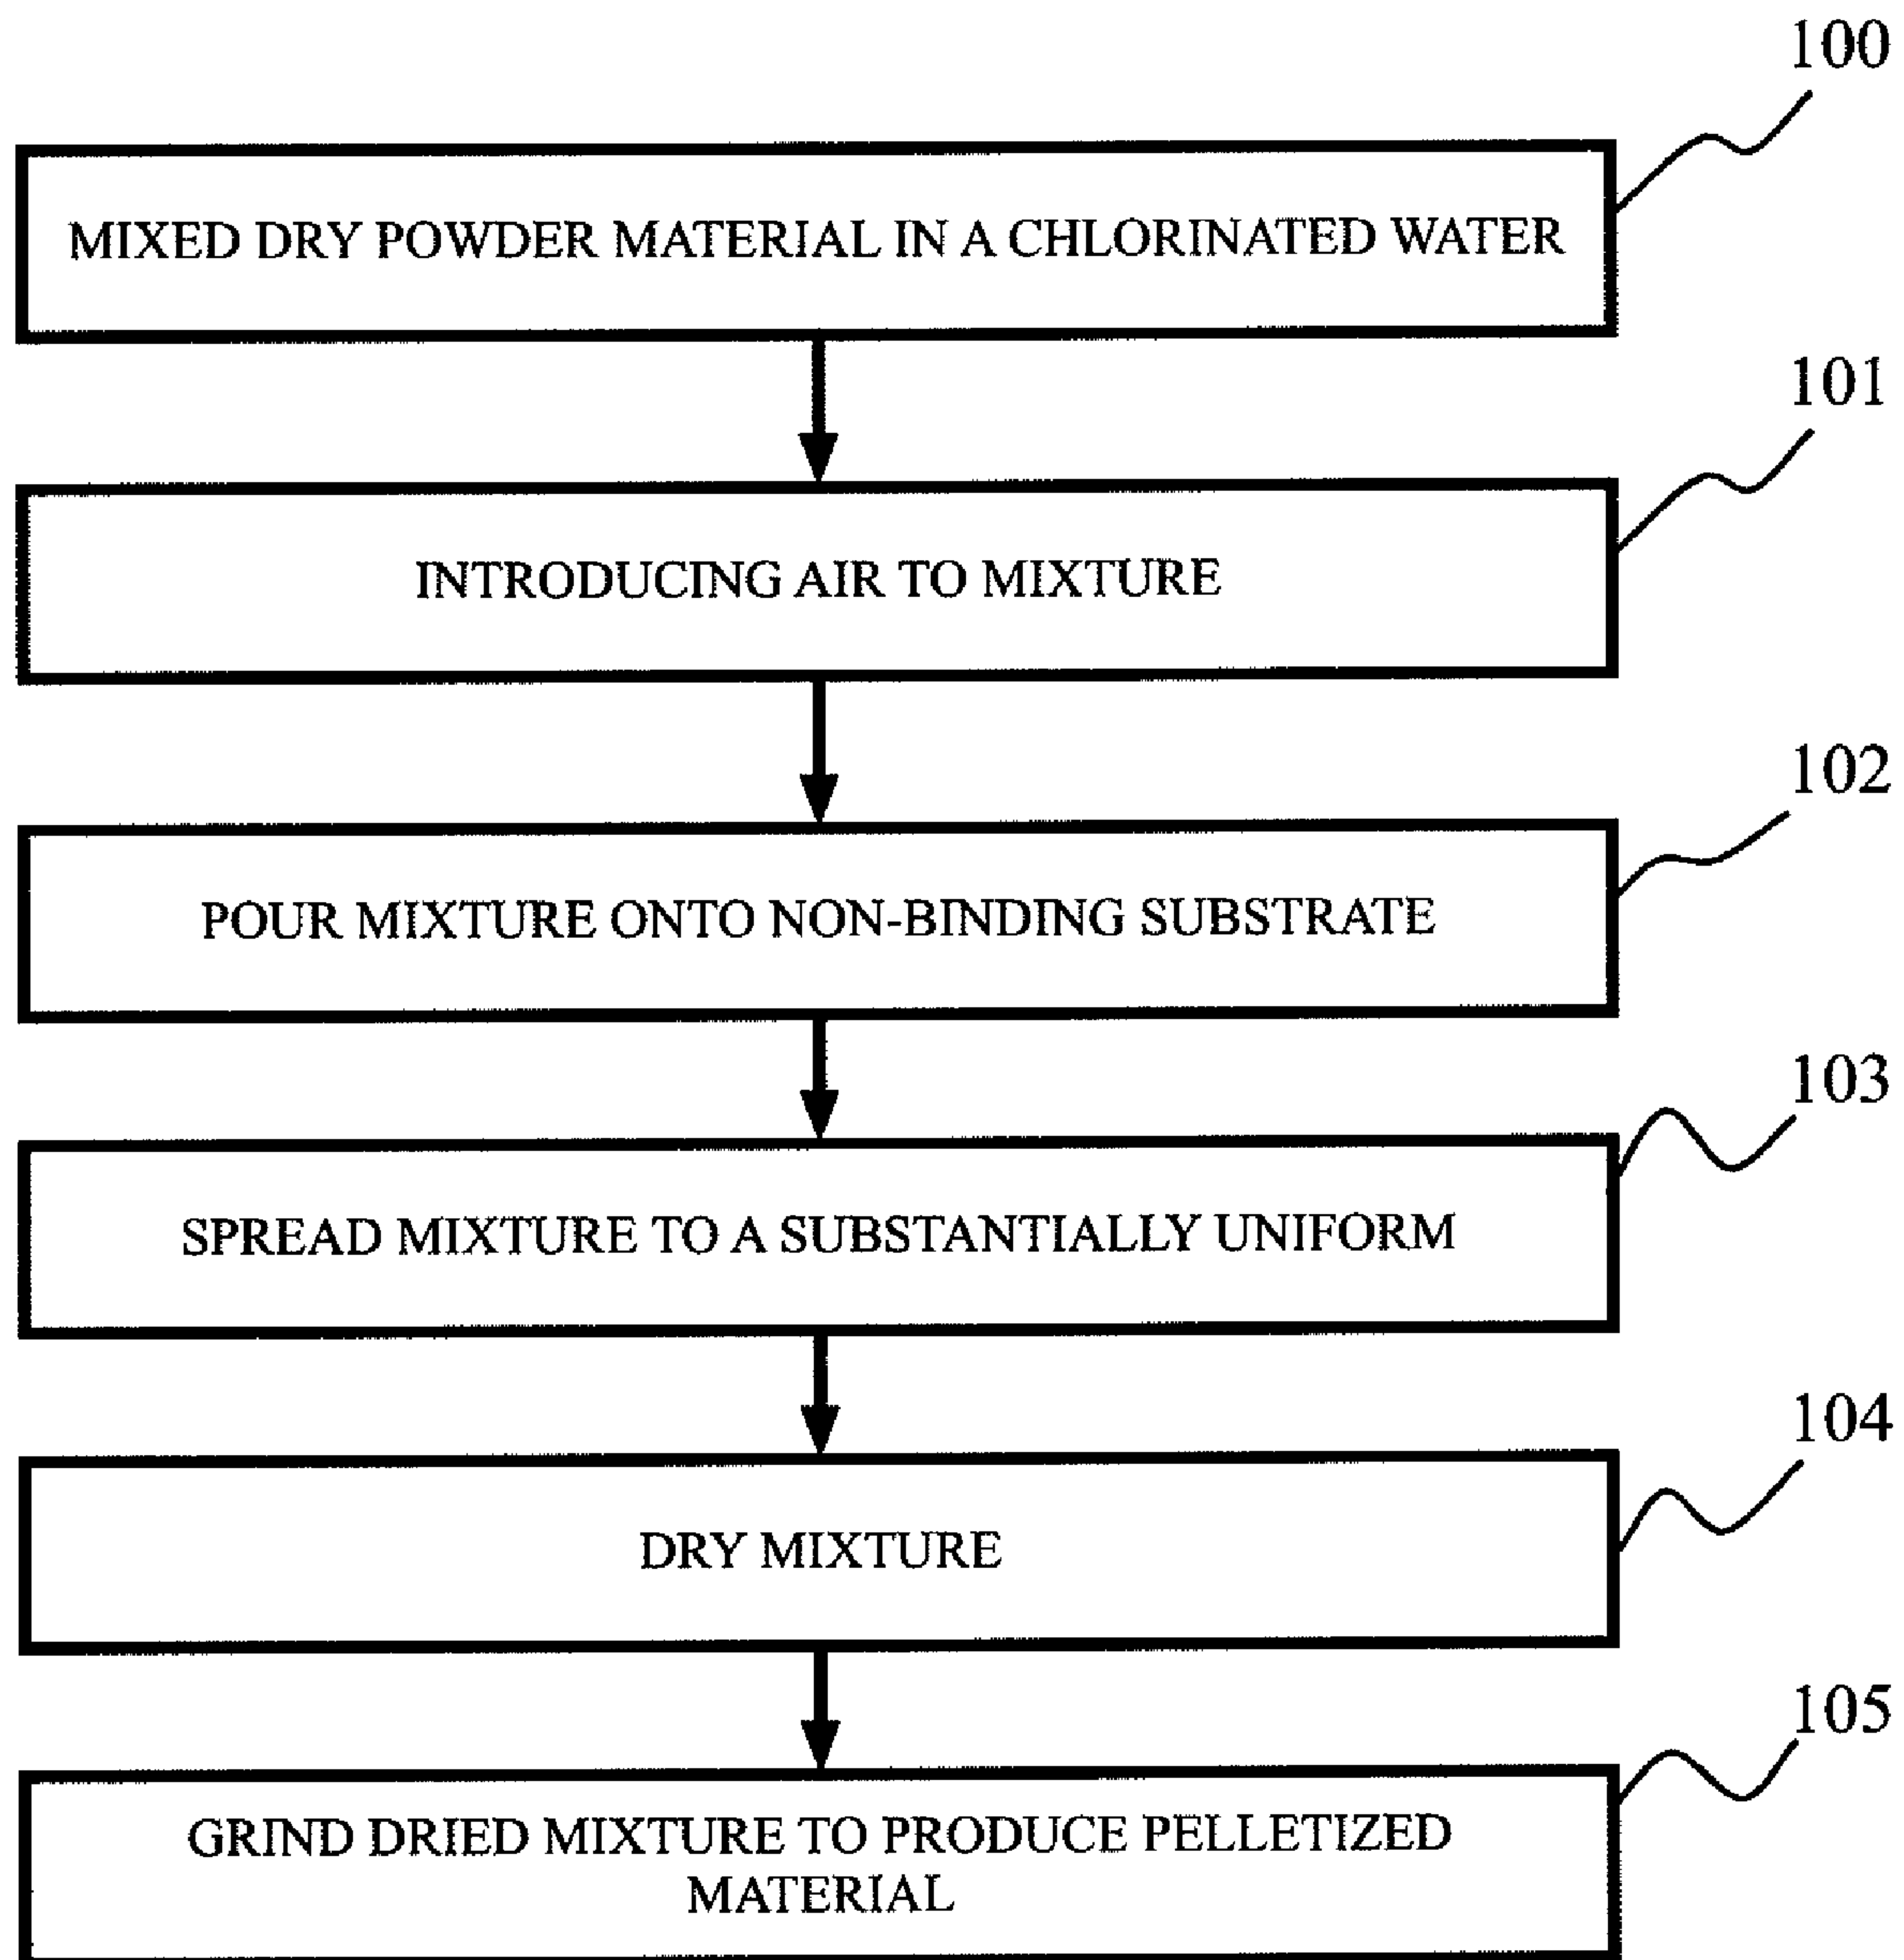 100
MIXED DRY POWDER MATERIAL IN A CHLORINATED WATER
101
INTRODUCING AIR TO MIXTURE
102
POUR MIXTURE ONTO NON-BINDING SUBSTRATE
103
SPREAD MIXTURE TO A SUBSTANTIALLY UNIFORM
104
DRY MIXTURE
105
GRIND DRIED MIXTURE TO PRODUCE PELLETIZED
MATERIAL